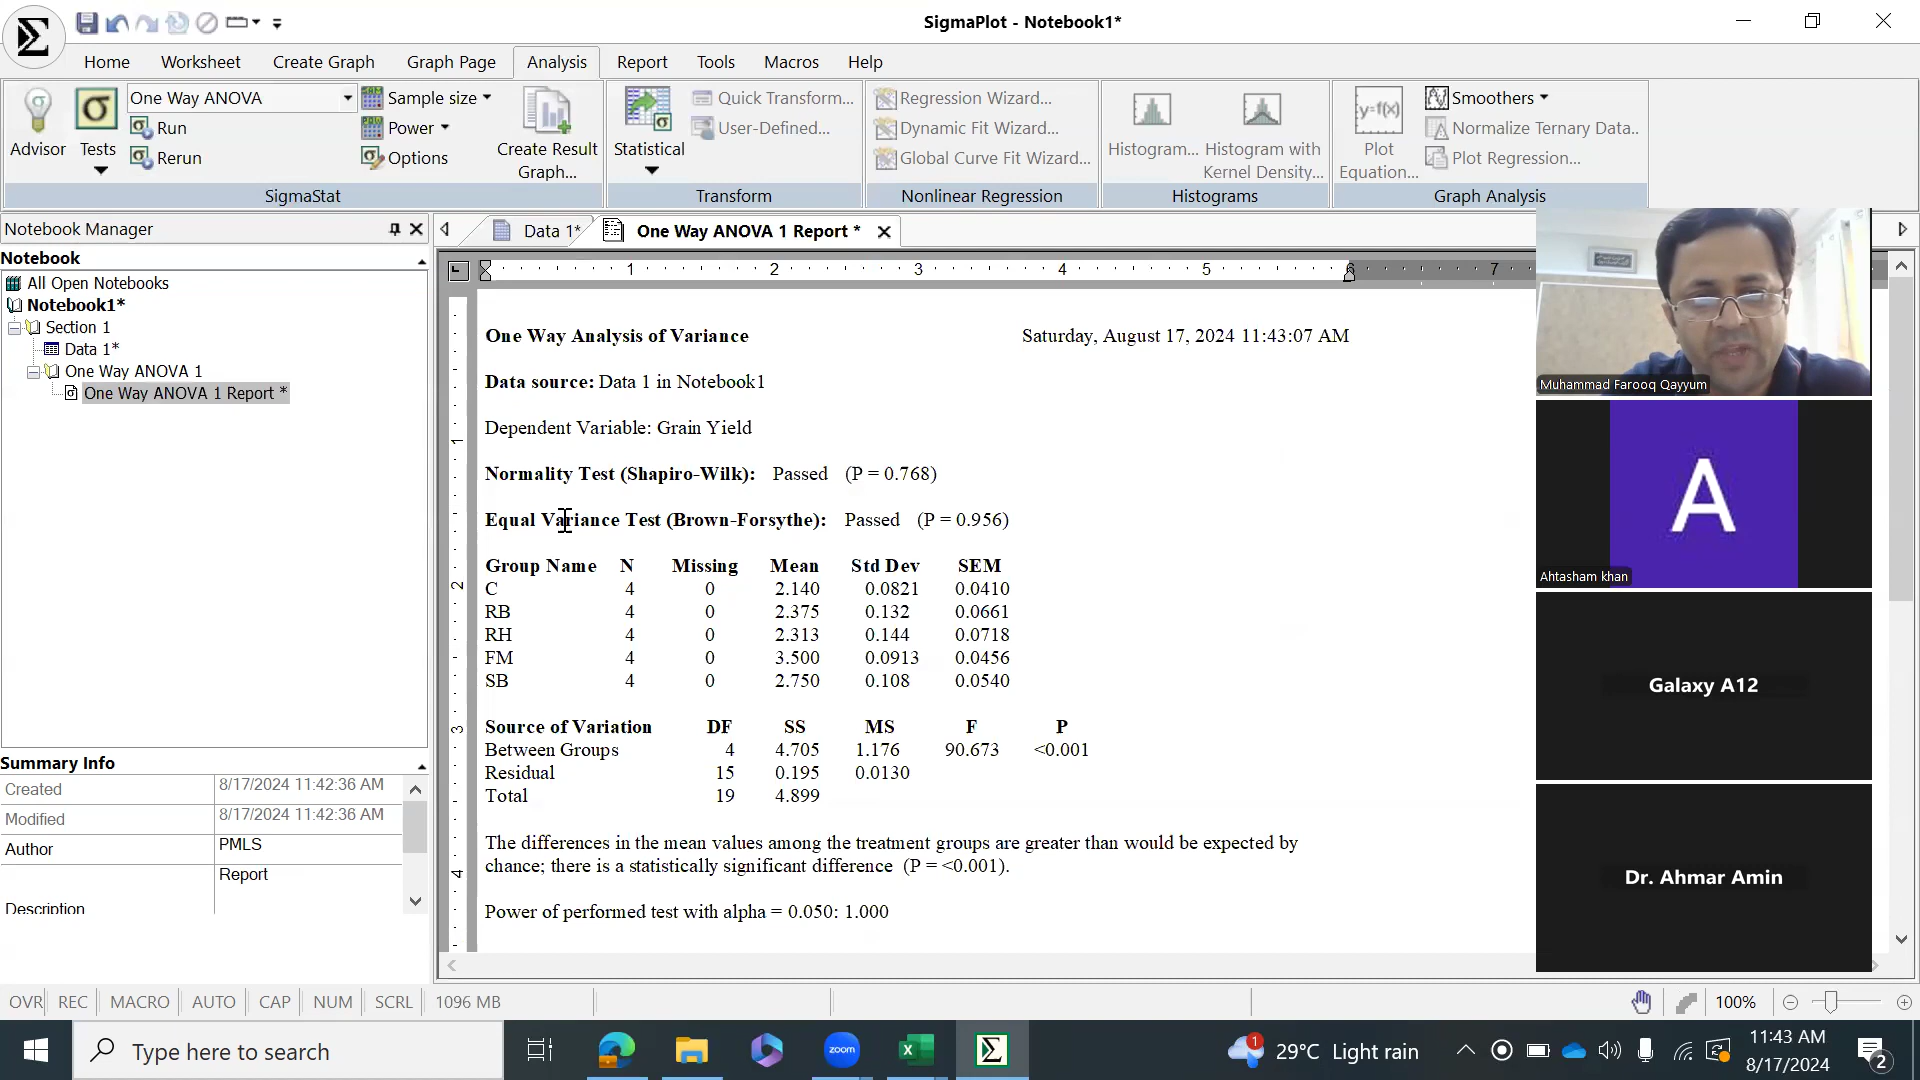 SigmaPlot - Notebook1*
Home Worksheet Create Graph Graph Page Analysis Report Tools Macros Help
Advisor
Tests
One Way ANOVA
Run
Rerun
Sample size
Power
Options
Create Result
Graph...
SigmaStat
Statistical
Quick Transform...
User-Defined...
Transform
Regression Wizard...
Dynamic Fit Wizard...
Global Curve Fit Wizard...
Nonlinear Regression
Histogram...
Histogram with
Kernel Density...
Histograms
y=f(x)
Plot
Equation...
Smoothers
Normalize Ternary Data..
Plot Regression...
Graph Analysis
Notebook Manager
Notebook
All Open Notebooks
Notebook1*
Section 1
Data 1*
One Way ANOVA 1
One Way ANOVA 1 Report *
Summary Info
Created 8/17/2024 11:42:36 AM
Modified 8/17/2024 11:42:36 AM
Author PMLS
Description Report
Data 1*
One Way ANOVA 1 Report *
1 2 3 4 5 6 7
1
2
3
4
One Way Analysis of Variance Saturday, August 17, 2024 11:43:07 AM
Data source: Data 1 in Notebook1
Dependent Variable: Grain Yield
Normality Test (Shapiro-Wilk): Passed (P = 0.768)
Equal Variance Test (Brown-Forsythe): Passed (P = 0.956)
Group Name N Missing Mean Std Dev SEM
C 4 0 2.140 0.0821 0.0410
RB 4 0 2.375 0.132 0.0661
RH 4 0 2.313 0.144 0.0718
FM 4 0 3.500 0.0913 0.0456
SB 4 0 2.750 0.108 0.0540
Source of Variation DF SS MS F P
Between Groups 4 4.705 1.176 90.673 <0.001
Residual 15 0.195 0.0130
Total 19 4.899
The differences in the mean values among the treatment groups are greater than would be expected by
chance; there is a statistically significant difference (P = <0.001).
Power of performed test with alpha = 0.050: 1.000
Muhammad Farooq Qayyum
A
Ahtasham khan
Galaxy A12
Dr. Ahmar Amin
OVR REC MACRO AUTO CAP NUM SCRL 1096 MB
100%
Type here to search
zoom
1
29°C Light rain
11:43 AM
8/17/2024
2